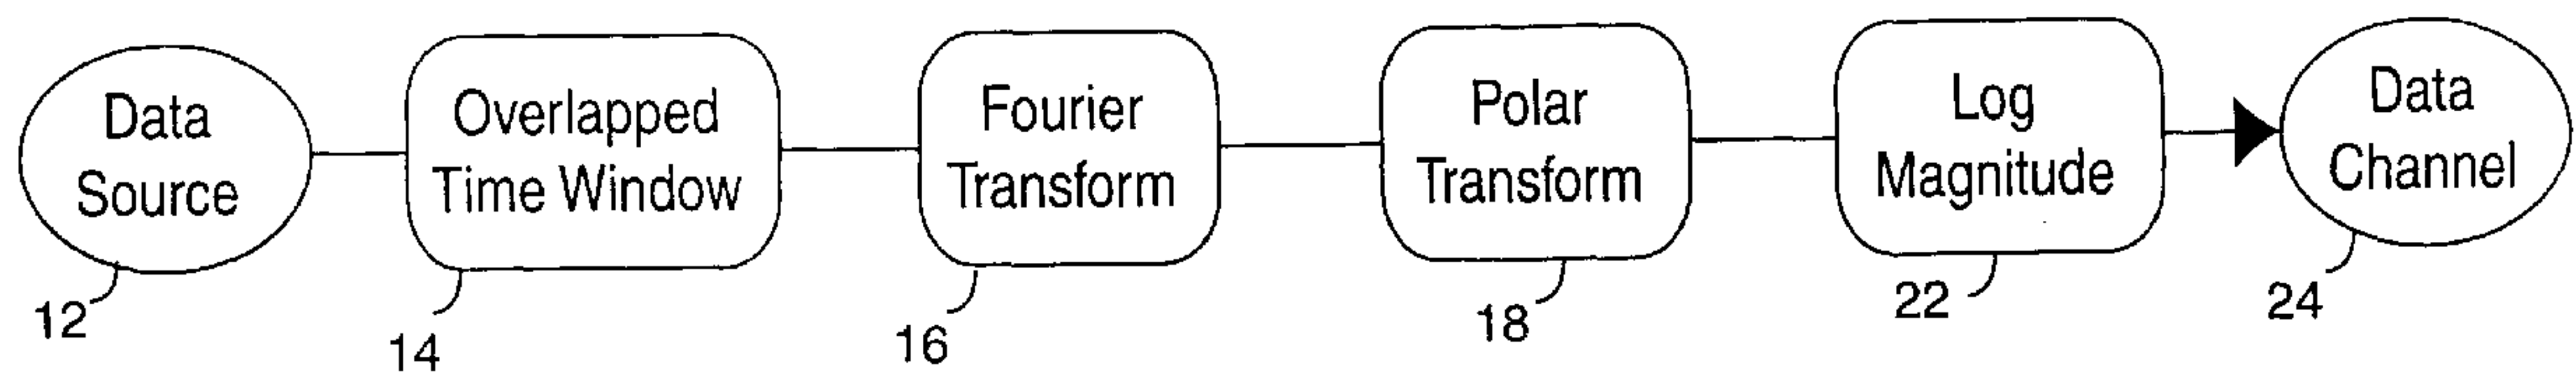 Data
Source
Overlapped
Time Window
Fourier
Transform
Polar
Transform
Log
Magnitude
Data
Channel
12
14
16
18
22
24